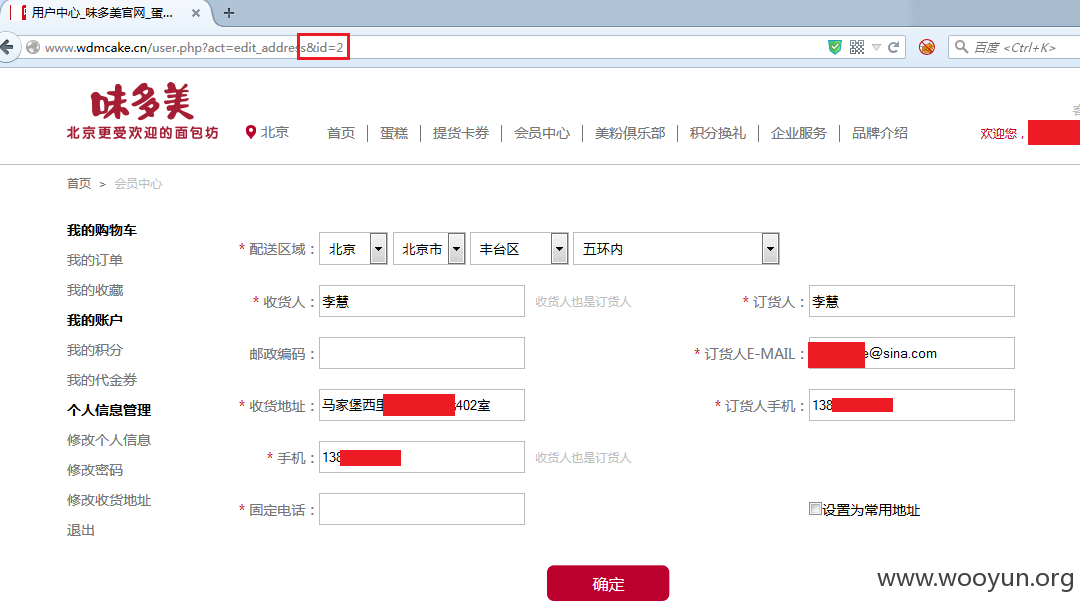 用户中心_味多美官网_蛋...
www.wdmcake.cn/user.php?act=edit_address&id=2
百度 <Ctrl+K>
味多美
北京更受欢迎的面包坊
北京 首页 蛋糕 提货卡券 会员中心 美粉俱乐部 积分换礼 企业服务 品牌介绍
欢迎您，
首页 > 会员中心
我的购物车
我的订单
我的收藏
我的账户
我的积分
我的代金券
个人信息管理
修改个人信息
修改密码
修改收货地址
退出
* 配送区域： 北京 北京市 丰台区 五环内
* 收货人： 李慧 收货人也是订货人 * 订货人： 李慧
邮政编码： * 订货人E-MAIL： e@sina.com
* 收货地址： 马家堡西里 402室 * 订货人手机： 138
* 手机： 138 收货人也是订货人
* 固定电话： 设置为常用地址
确定
www.wooyun.org